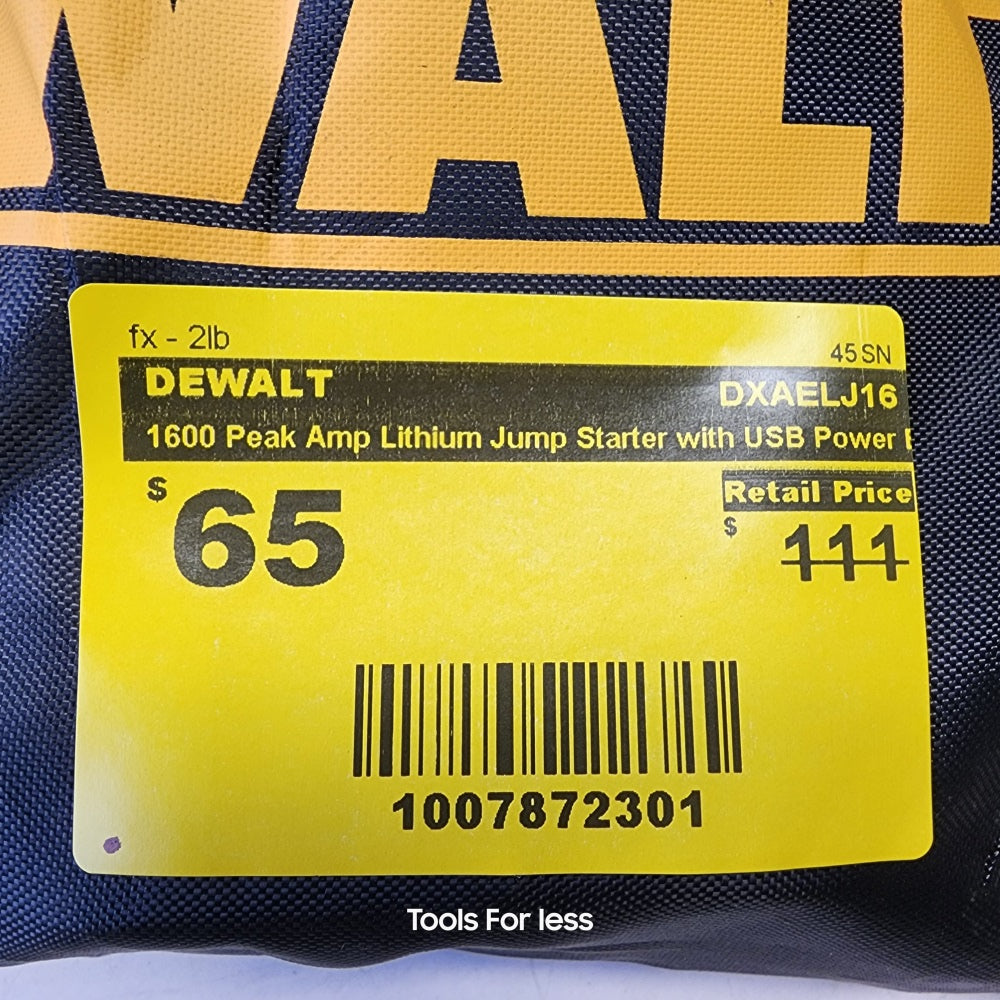 WALT
fx - 2lb
45 SN
DEWALT
DXAELJ16
1600 Peak Amp Lithium Jump Starter with USB Power
$ 65
Retail Price
$ 111
1007872301
Tools For less